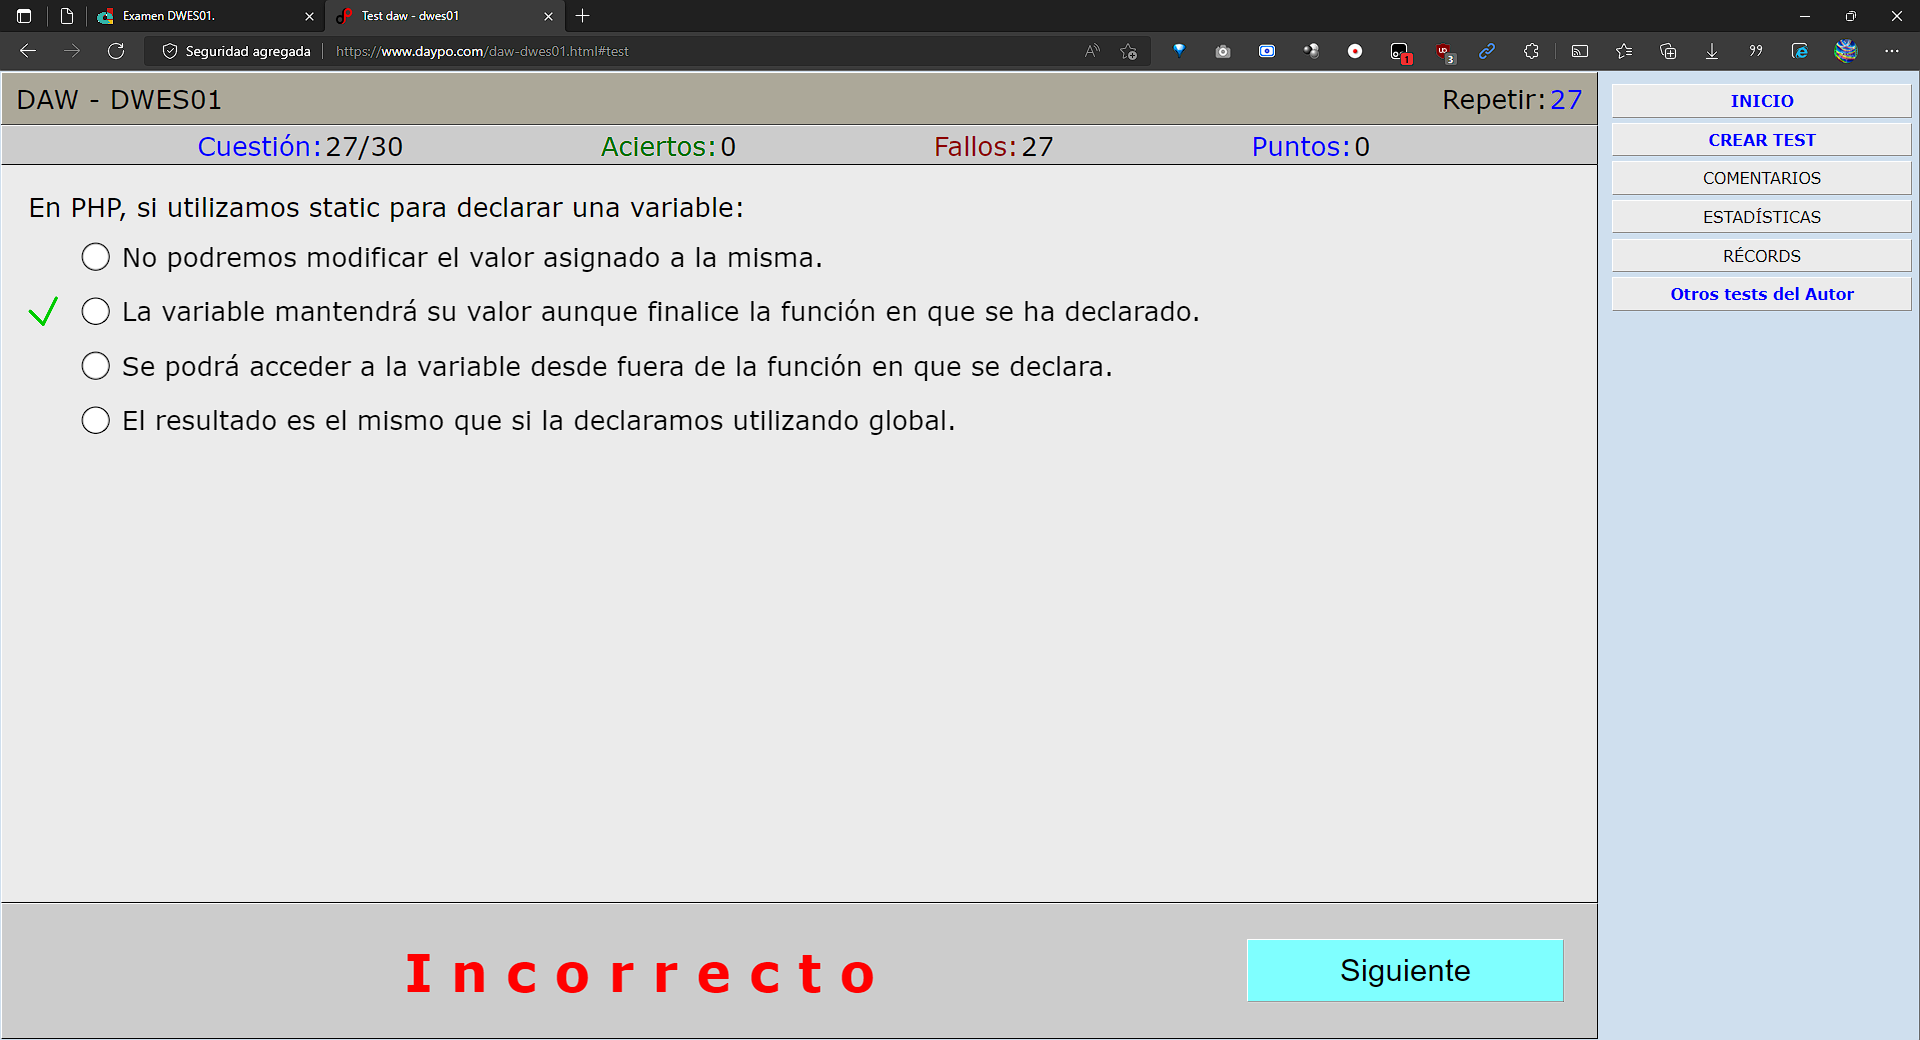 Examen DWES01.
Test daw - dwes01
Seguridad agregada
https://www.daypo.com/daw-dwes01.html#test
1
3
DAW - DWES01
Repetir:27
Cuestión:27/30
Aciertos:0
Fallos:27
Puntos:0
En PHP, si utilizamos static para declarar una variable:
No podremos modificar el valor asignado a la misma.
La variable mantendrá su valor aunque finalice la función en que se ha declarado.
Se podrá acceder a la variable desde fuera de la función en que se declara.
El resultado es el mismo que si la declaramos utilizando global.
Incorrecto
Siguiente
INICIO
CREAR TEST
COMENTARIOS
ESTADÍSTICAS
RÉCORDS
Otros tests del Autor